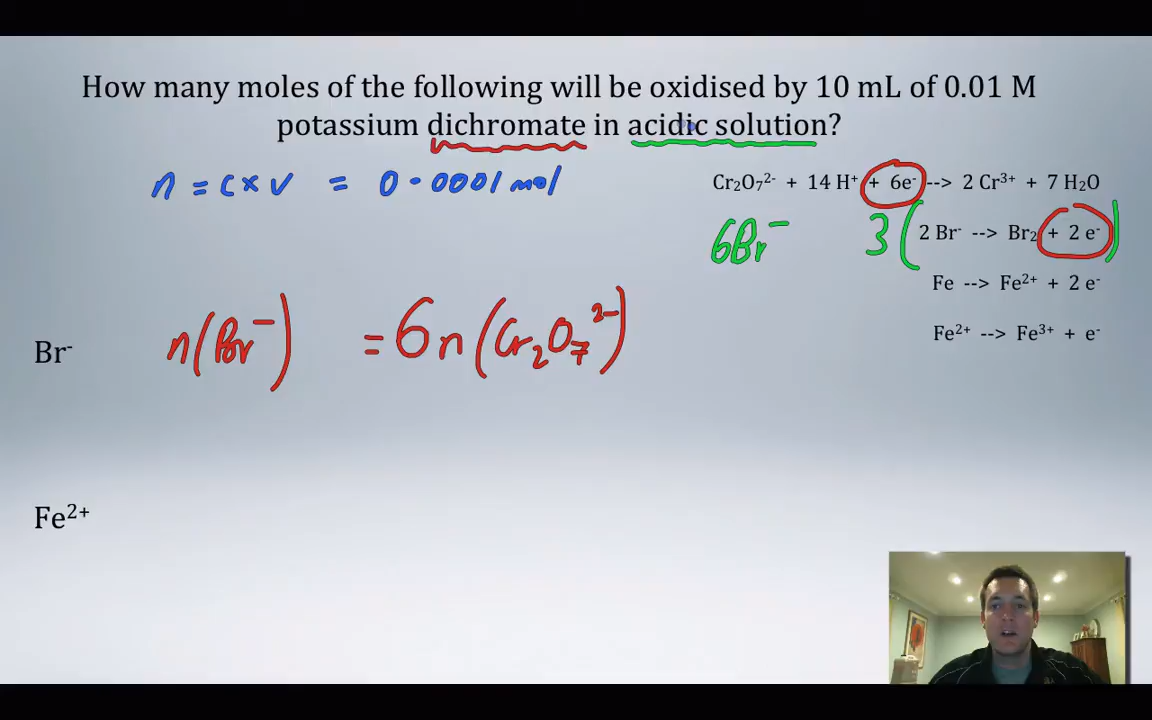 How many moles of the following will be oxidised by 10 mL of 0.01 M
potassium dichromate in acidic solution?
n = c x v = 0.0001 mol
Cr₂O₇²⁻ + 14 H⁺ + 6e⁻ --> 2 Cr³⁺ + 7 H₂O
6Br⁻ 3 ( 2 Br⁻ --> Br₂ + 2 e⁻ )
Fe --> Fe²⁺ + 2 e⁻
Fe²⁺ --> Fe³⁺ + e⁻
Br⁻ n(Br⁻) = 6n(Cr₂O₇²⁻)
Fe²⁺